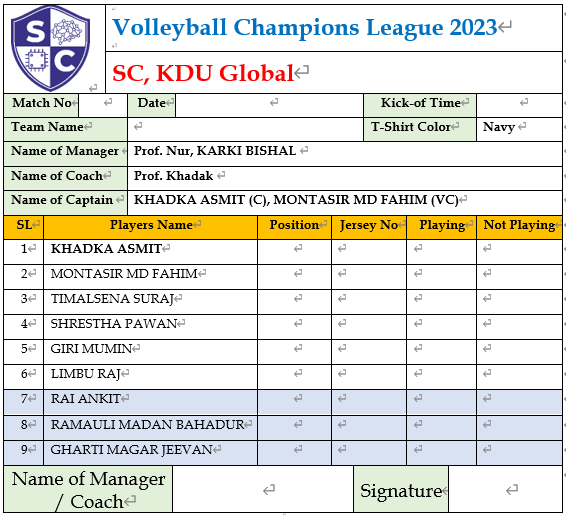 S
C
Volleyball Champions League 2023
SC, KDU Global
Match No Date Kick-of Time
Team Name T-Shirt Color Navy
Name of Manager Prof. Nur, KARKI BISHAL
Name of Coach Prof. Khadak
Name of Captain KHADKA ASMIT (C), MONTASIR MD FAHIM (VC)
SL Players Name Position Jersey No Playing Not Playing
1 KHADKA ASMIT
2 MONTASIR MD FAHIM
3 TIMALSENA SURAJ
4 SHRESTHA PAWAN
5 GIRI MUMIN
6 LIMBU RAJ
7 RAI ANKIT
8 RAMAULI MADAN BAHADUR
9 GHARTI MAGAR JEEVAN
Name of Manager
/ Coach Signature